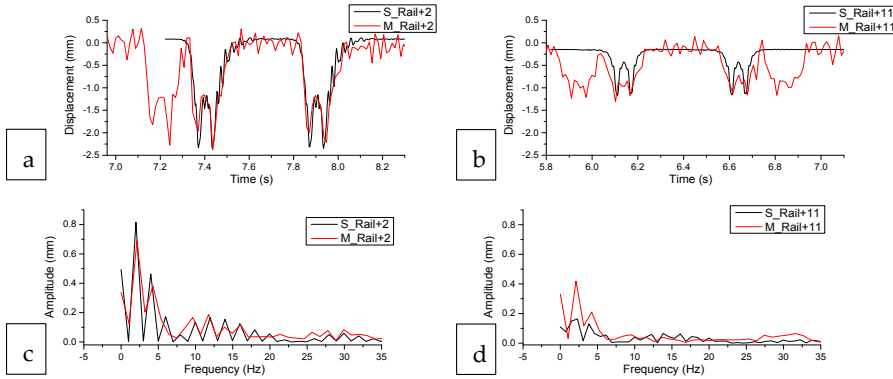 S_Rail+2
M_Rail+2
Displacement (mm)
0.5
0.0
-0.5
-1.0
-1.5
-2.0
-2.5
7.0 7.2 7.4 7.6 7.8 8.0 8.2
Time (s)
a
S_Rail+11
M_Rail+11
Displacement (mm)
0.5
0.0
-0.5
-1.0
-1.5
-2.0
-2.5
5.8 6.0 6.2 6.4 6.6 6.8 7.0
Time (s)
b
S_Rail+2
M_Rail+2
Amplitude (mm)
0.8
0.6
0.4
0.2
0.0
-5 0 5 10 15 20 25 30 35
Frequency (Hz)
c
S_Rail+11
M_Rail+11
Amplitude (mm)
0.8
0.6
0.4
0.2
0.0
-5 0 5 10 15 20 25 30 35
Frequency (Hz)
d